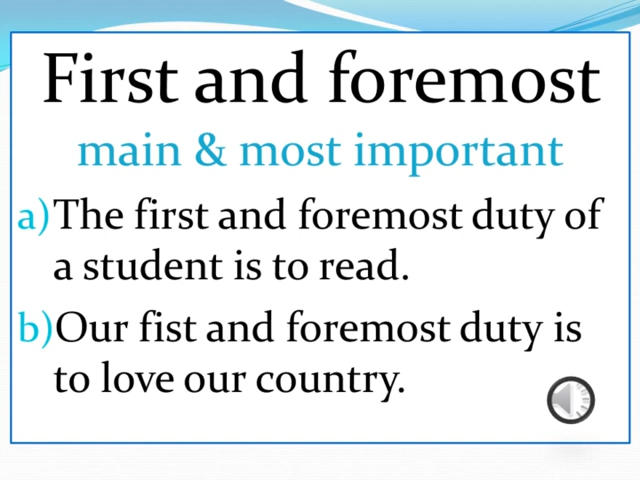 First and foremost
main & most important
a)The first and foremost duty of
a student is to read.
b)Our fist and foremost duty is
to love our country.